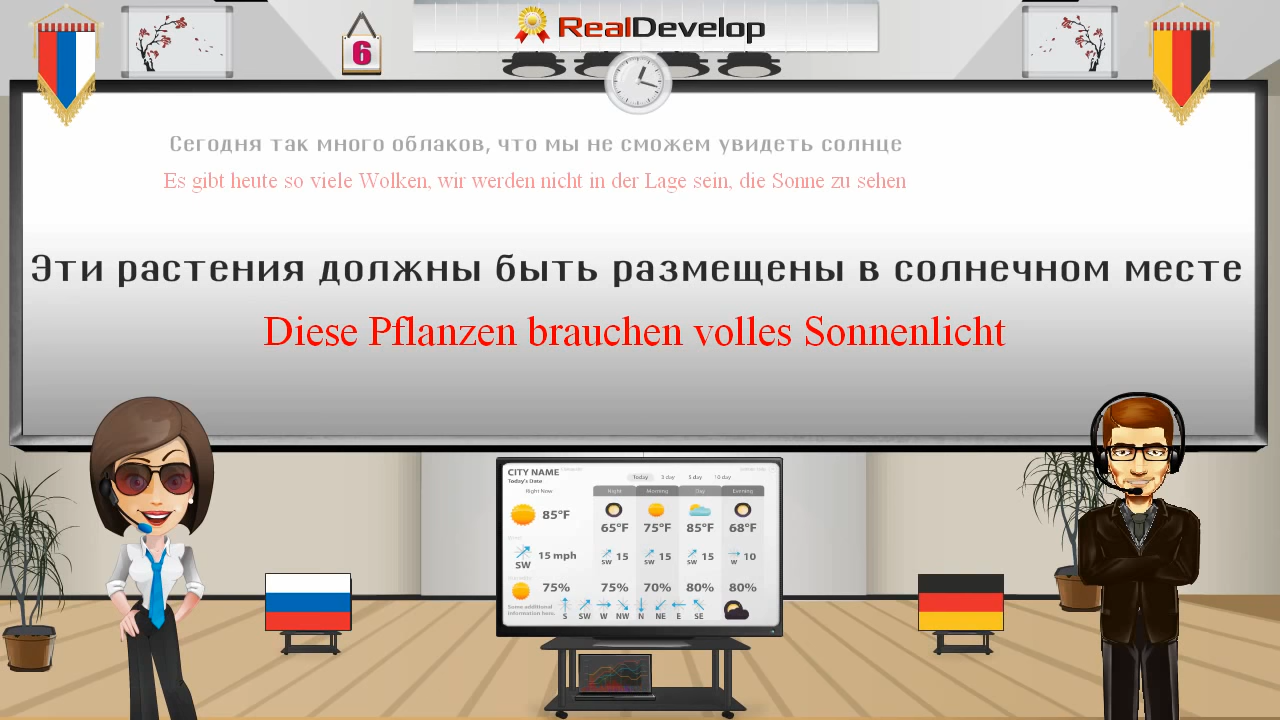 RealDevelop
6
Сегодня так много облаков, что мы не сможем увидеть солнце
Es gibt heute so viele Wolken, wir werden nicht in der Lage sein, die Sonne zu sehen
Эти растения должны быть размещены в солнечном месте
Diese Pflanzen brauchen volles Sonnenlicht
CITY NAME
Today's Date
Today 3 day 5 day 10 day
Right Now
Night Morning Day Evening
85°F
65°F 75°F 85°F 68°F
SW 15 mph
SW 15 SW 15 SW 15 W 10
75%
75% 70% 80% 80%
Some additional
information here.
S SW W NW N NE E SE